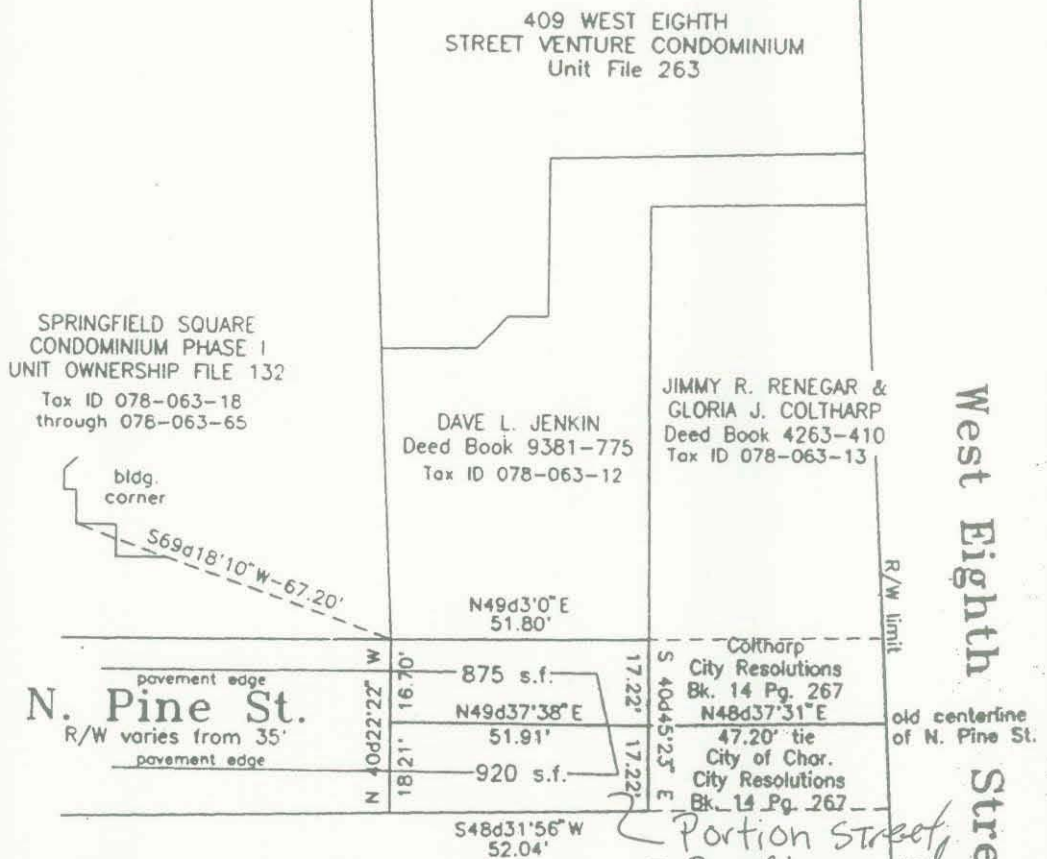 409 WEST EIGHTH
STREET VENTURE CONDOMINIUM
Unit File 263
SPRINGFIELD SQUARE
CONDOMINIUM PHASE I
UNIT OWNERSHIP FILE 132
Tax ID 078-063-18
through 078-063-65
bldg.
corner
S69d18'10"W-67.20'
DAVE L. JENKIN
Deed Book 9381-775
Tax ID 078-063-12
JIMMY R. RENEGAR &
GLORIA J. COLTHARP
Deed Book 4263-410
Tax ID 078-063-13
West Eighth Stre
R/W limit
N49d3'0"E
51.80'
pavement edge
N. Pine St.
R/W varies from 35'
pavement edge
N 40d22'22" W
16.70'
18.21'
875 s.f.
N49d37'38"E
51.91'
920 s.f.
17.22'
17.22'
S 40d45'23" E
Coltharp
City Resolutions
Bk. 14 Pg. 267
N48d37'31"E
47.20' tie
City of Char.
City Resolutions
Bk. 14 Pg. 267
old centerline
of N. Pine St.
S48d31'56"W
52.04'
Portion Street,